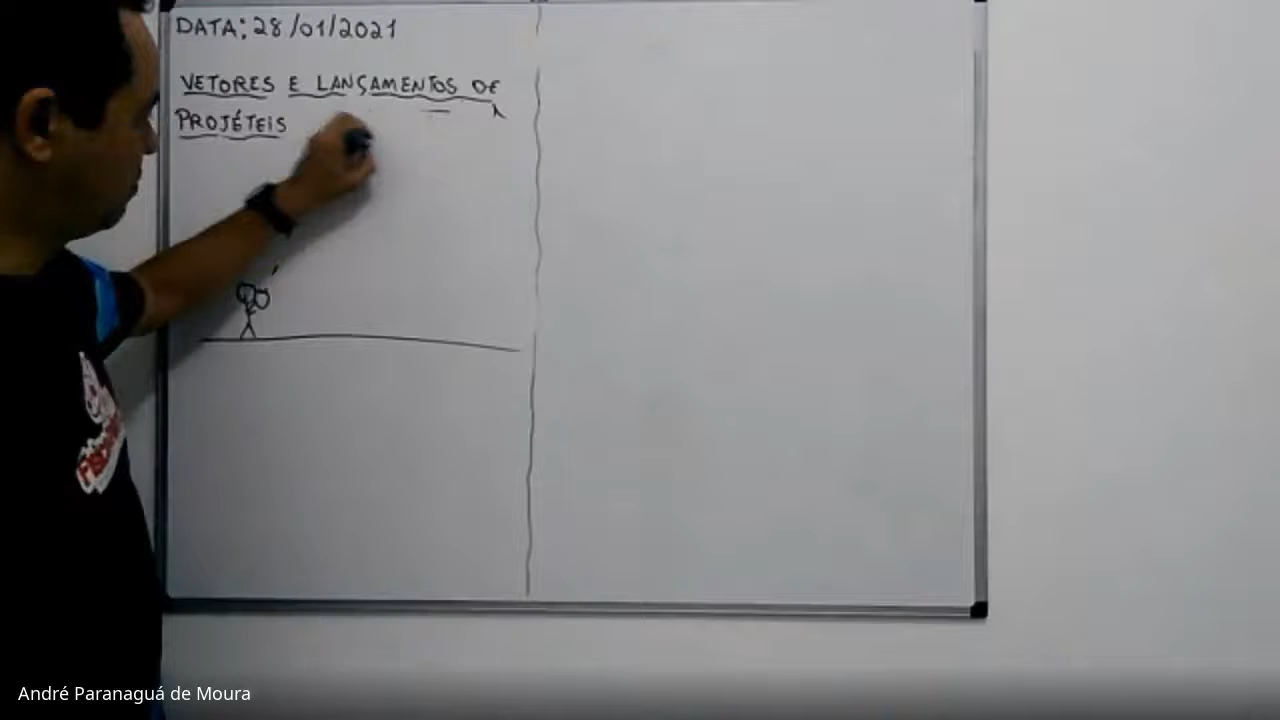 DATA: 28/01/2021
VETORES E LANÇAMENTOS DE
PROJÉTEIS
André Paranaguá de Moura